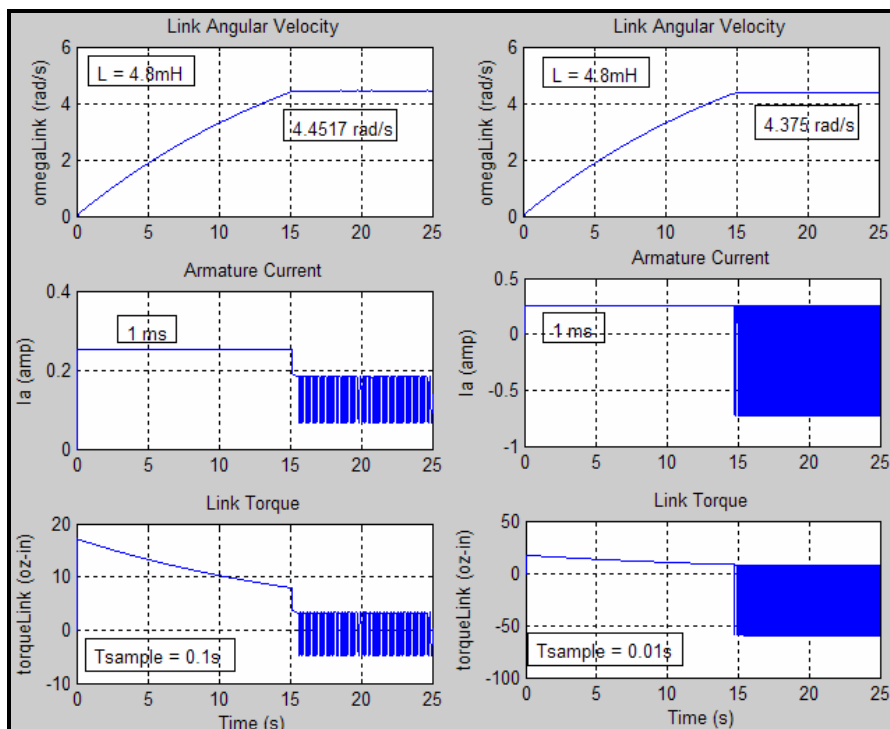 Link Angular Velocity
omegaLink (rad/s)
6
4
2
0
L = 4.8mH
4.4517 rad/s
0 5 10 15 20 25
Armature Current
Ia (amp)
0.4
0.2
0
1 ms
0 5 10 15 20 25
Link Torque
torqueLink (oz-in)
20
10
0
-10
Tsample = 0.1s
0 5 10 15 20 25
Time (s)
Link Angular Velocity
omegaLink (rad/s)
6
4
2
0
L = 4.8mH
4.375 rad/s
0 5 10 15 20 25
Armature Current
Ia (amp)
0.5
0
-0.5
-1
1 ms
0 5 10 15 20 25
Link Torque
torqueLink (oz-in)
50
0
-50
-100
Tsample = 0.01s
0 5 10 15 20 25
Time (s)